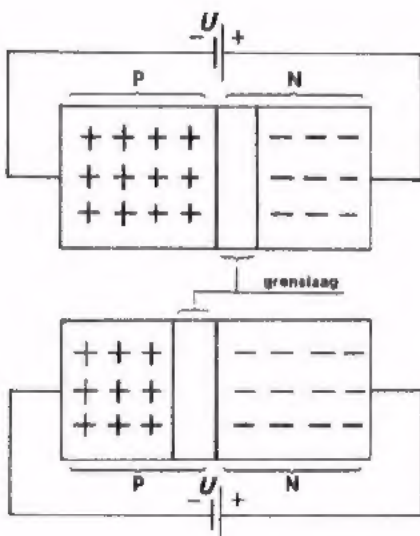 U
− +
P N
+ + + + − − −
+ + + + − − −
+ + + + − − −
grenslaag
+ + + − − − −
+ + + − − − −
+ + + − − − −
P N
U
− +